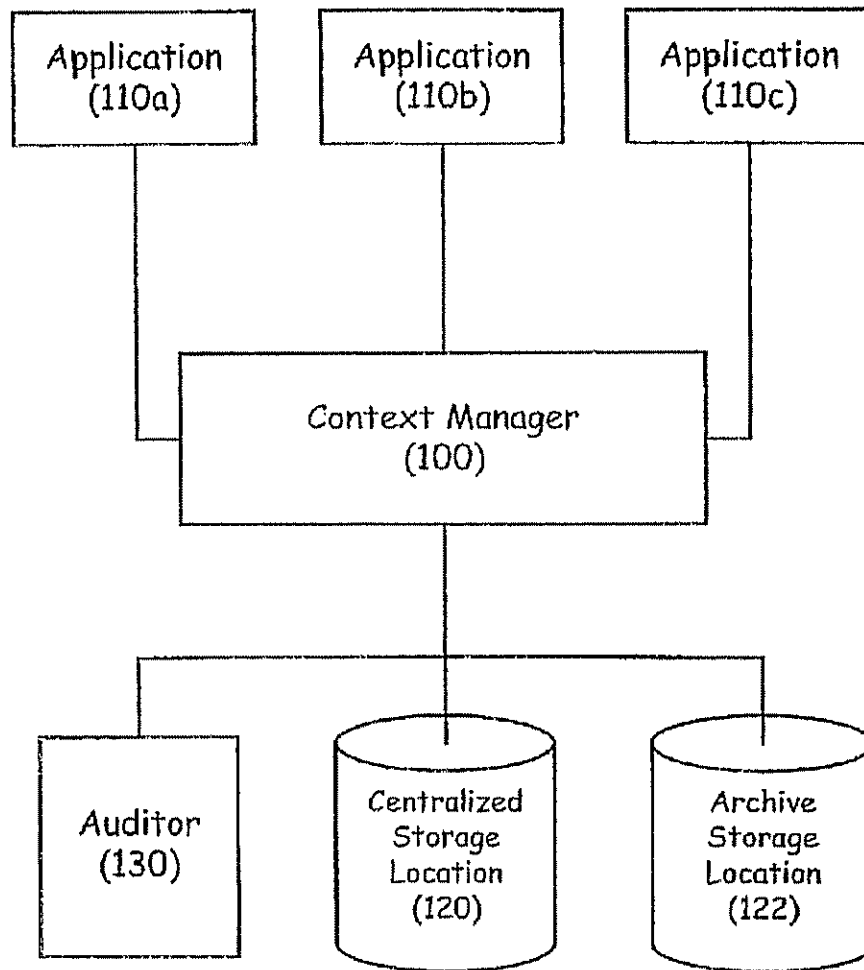 Application
(110a)
Application
(110b)
Application
(110c)
Context Manager
(100)
Auditor
(130)
Centralized
Storage
Location
(120)
Archive
Storage
Location
(122)